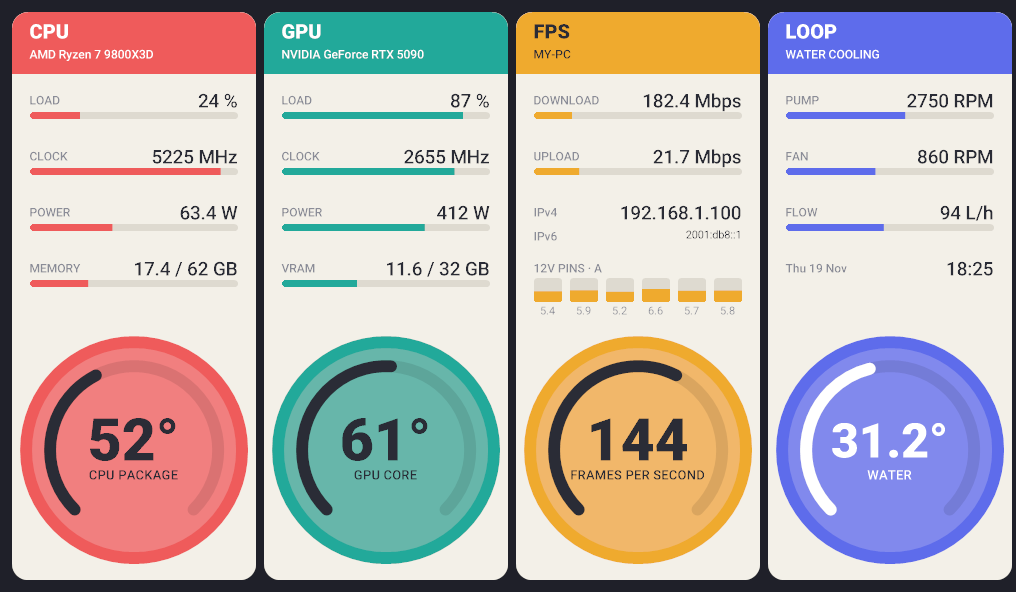 CPU
AMD Ryzen 7 9800X3D
LOAD 24 %
CLOCK 5225 MHz
POWER 63.4 W
MEMORY 17.4 / 62 GB
52°
CPU PACKAGE
GPU
NVIDIA GeForce RTX 5090
LOAD 87 %
CLOCK 2655 MHz
POWER 412 W
VRAM 11.6 / 32 GB
61°
GPU CORE
FPS
MY-PC
DOWNLOAD 182.4 Mbps
UPLOAD 21.7 Mbps
IPv4 192.168.1.100
IPv6 2001:db8::1
12V PINS · A
5.4 5.9 5.2 6.6 5.7 5.8
144
FRAMES PER SECOND
LOOP
WATER COOLING
PUMP 2750 RPM
FAN 860 RPM
FLOW 94 L/h
Thu 19 Nov 18:25
31.2°
WATER